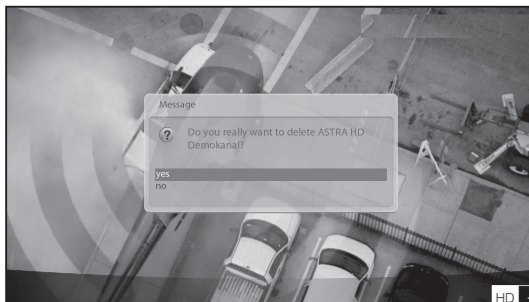 Message
Do you really want to delete ASTRA HD
Demokanal?
yes
no
HD